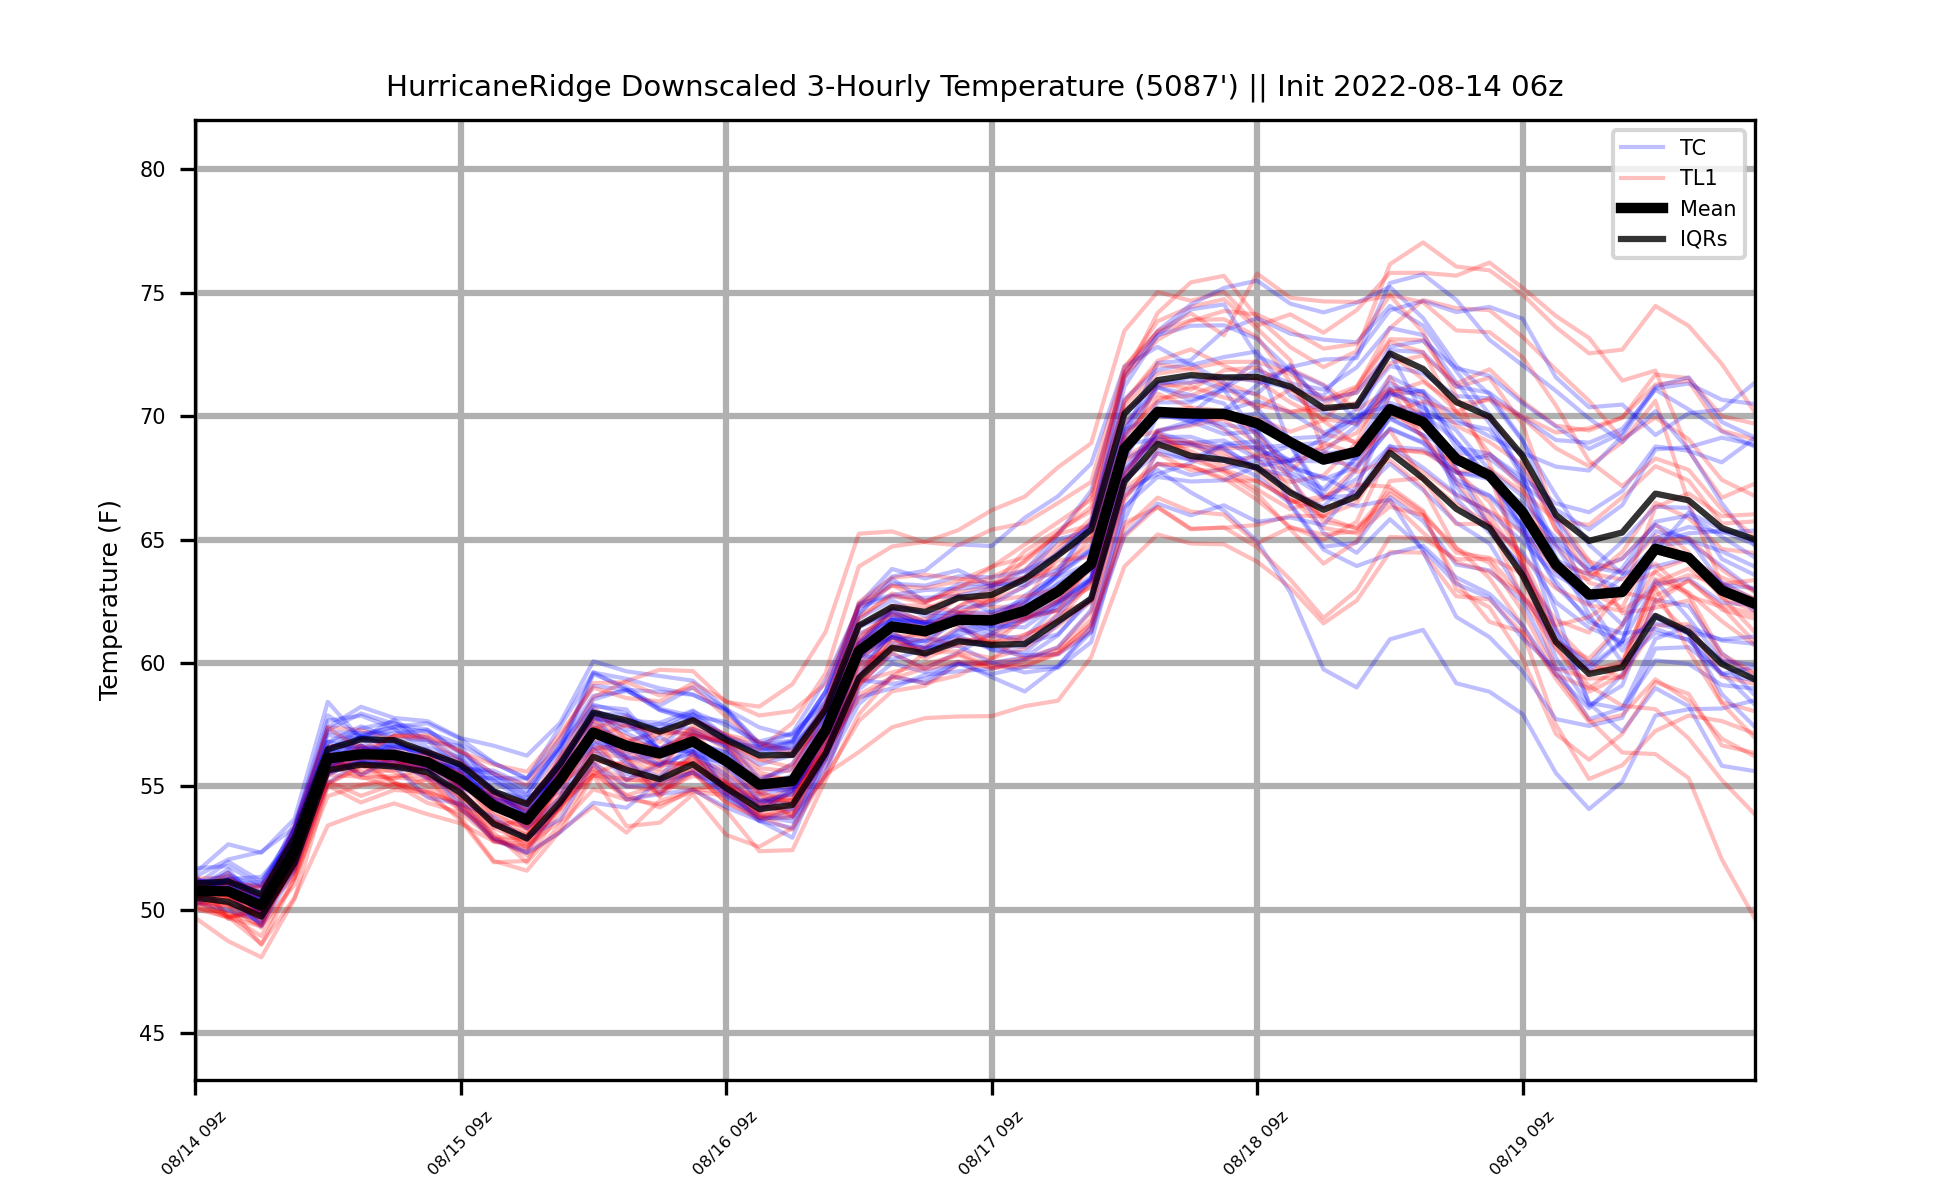 HurricaneRidge Downscaled 3-Hourly Temperature (5087') || Init 2022-08-14 06z
TC
TL1
Mean
IQRs
Temperature (F)
80
75
70
65
60
55
50
45
08/14 09z
08/15 09z
08/16 09z
08/17 09z
08/18 09z
08/19 09z